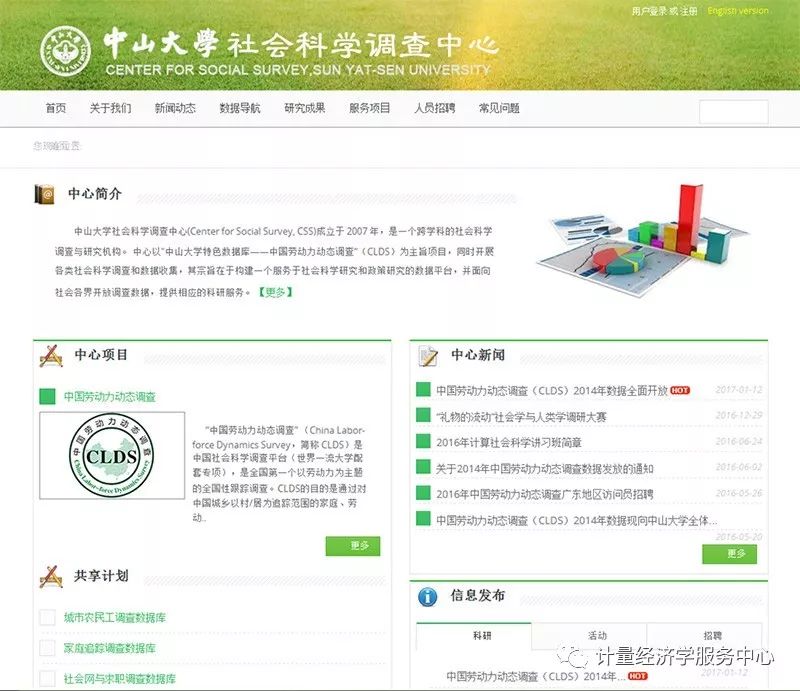 用户登录 或 注册 English version
中山大學社会科学调查中心
CENTER FOR SOCIAL SURVEY,SUN YAT-SEN UNIVERSITY
首页 关于我们 新闻动态 数据导航 研究成果 服务项目 人员招聘 常见问题
中心简介
中山大学社会科学调查中心(Center for Social Survey, CSS)成立于 2007 年，是一个跨学科的社会科学
调查与研究机构。 中心以"中山大学特色数据库——中国劳动力动态调查"（CLDS）为主旨项目，同时开展
各类社会科学调查和数据收集，其宗旨在于构建一个服务于社会科学研究和政策研究的数据平台，并面向
社会各界开放调查数据，提供相应的科研服务。【更多】
中心项目
中国劳动力动态调查
中国劳动力动态调查
CLDS
China Labor-force Dynamics Survey
"中国劳动力动态调查"（China Labor-
force Dynamics Survey，简称 CLDS）是
中国社会科学调查平台（世界一流大学配
套专项），是全国第一个以劳动力为主题
的全国性跟踪调查。CLDS的目的是通过对
中国城乡以村/居为追踪范围的家庭、劳
动..
更多
共享计划
城市农民工调查数据库
家庭追踪调查数据库
社会网与求职调查数据库
中心新闻
中国劳动力动态调查（CLDS）2014年数据全面开放 HOT 2017-01-12
"礼物的流动"社会学与人类学调研大赛 2016-12-29
2016年计算社会科学讲习班简章 2016-06-24
关于2014年中国劳动力动态调查数据发放的通知 2016-06-02
2016年中国劳动力动态调查广东地区访问员招聘 2016-05-26
中国劳动力动态调查（CLDS）2014年数据现向中山大学全体...
2016-05-20
更多
信息发布
科研 活动 招聘
中国劳动力动态调查（CLDS）2014年... HOT 2017-01-12
计量经济学服务中心